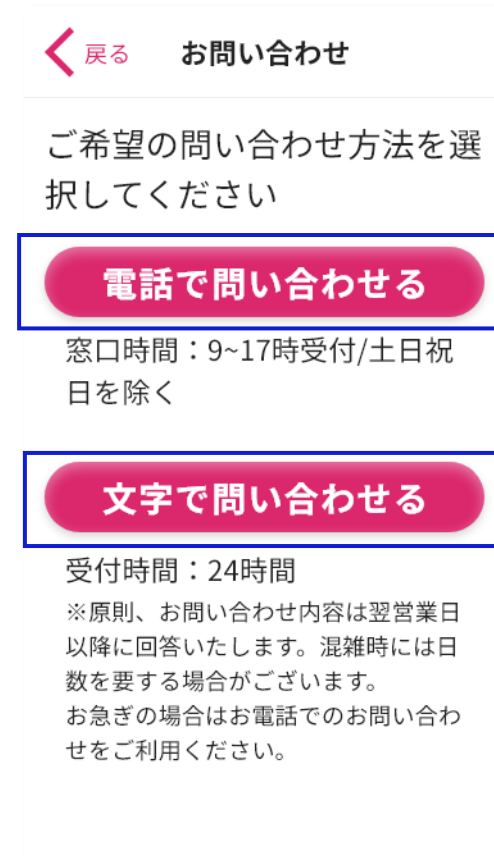 戻る お問い合わせ
ご希望の問い合わせ方法を選
択してください
電話で問い合わせる
窓口時間：9~17時受付/土日祝
日を除く
文字で問い合わせる
受付時間：24時間
※原則、お問い合わせ内容は翌営業日
以降に回答いたします。混雑時には日
数を要する場合がございます。
お急ぎの場合はお電話でのお問い合わ
せをご利用ください。